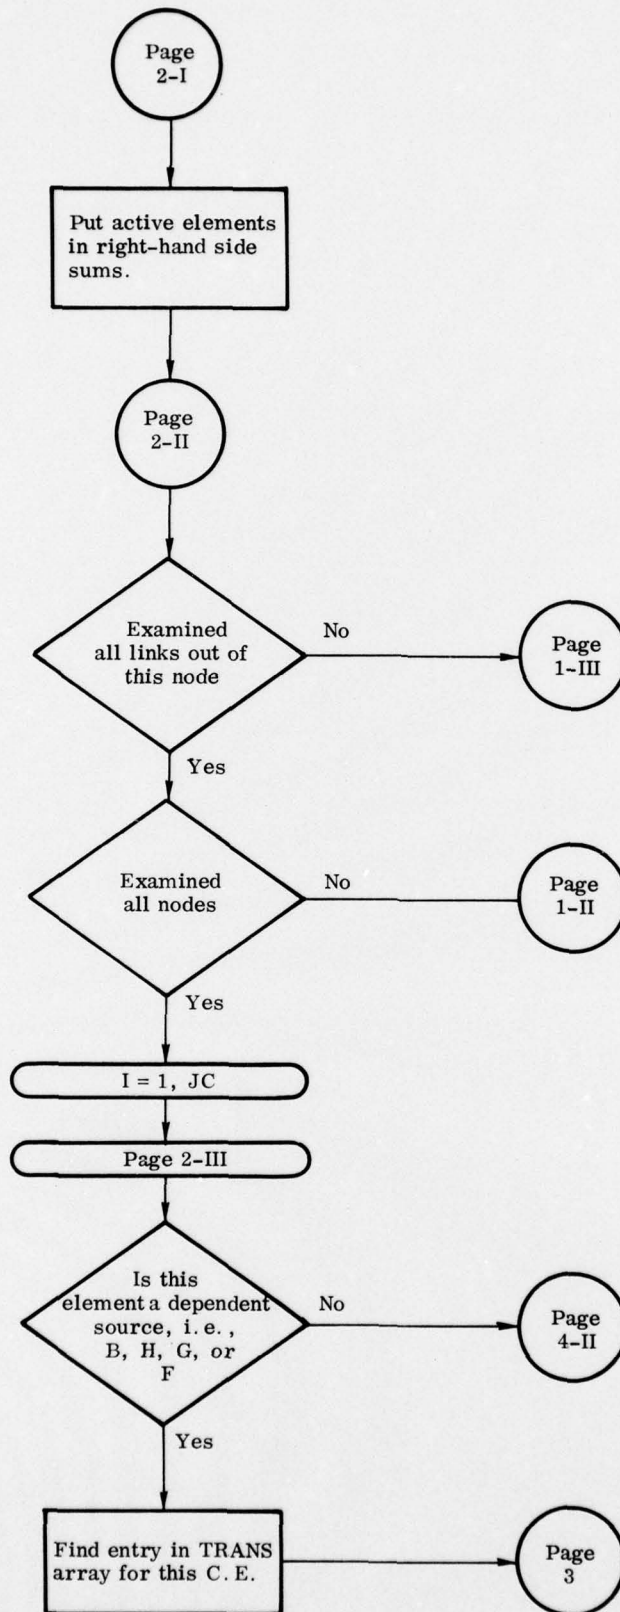 Page
2-I
Put active elements
in right-hand side
sums.
Page
2-II
Examined
all links out of
this node
No
Page
1-III
Yes
Examined
all nodes
No
Page
1-II
Yes
I = 1, JC
Page 2-III
Is this
element a dependent
source, i.e.,
B, H, G, or
F
No
Page
4-II
Yes
Find entry in TRANS
array for this C.E.
Page
3